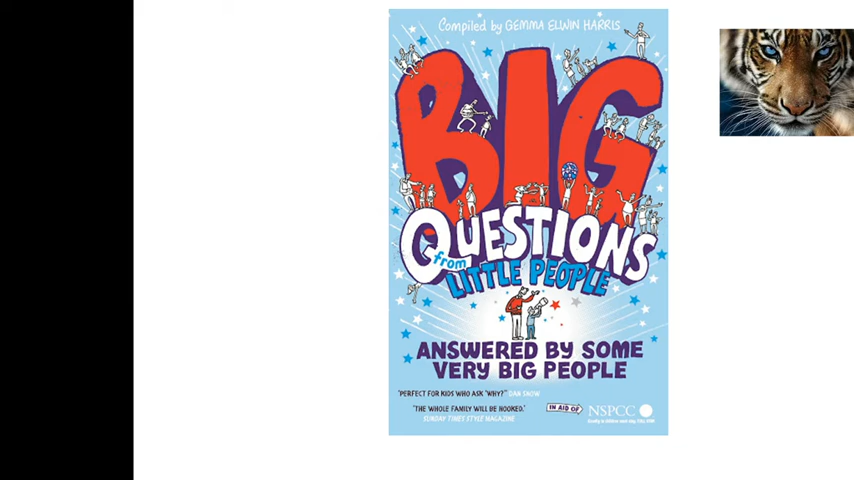 Compiled by GEMMA ELWIN HARRIS
BIG
QUESTIONS
from
LITTLE PEOPLE
ANSWERED BY SOME
VERY BIG PEOPLE
'PERFECT FOR KIDS WHO ASK 'WHY?'' DAN SNOW
'THE WHOLE FAMILY WILL BE HOOKED.'
SUNDAY TIMES STYLE MAGAZINE
IN AID OF
NSPCC